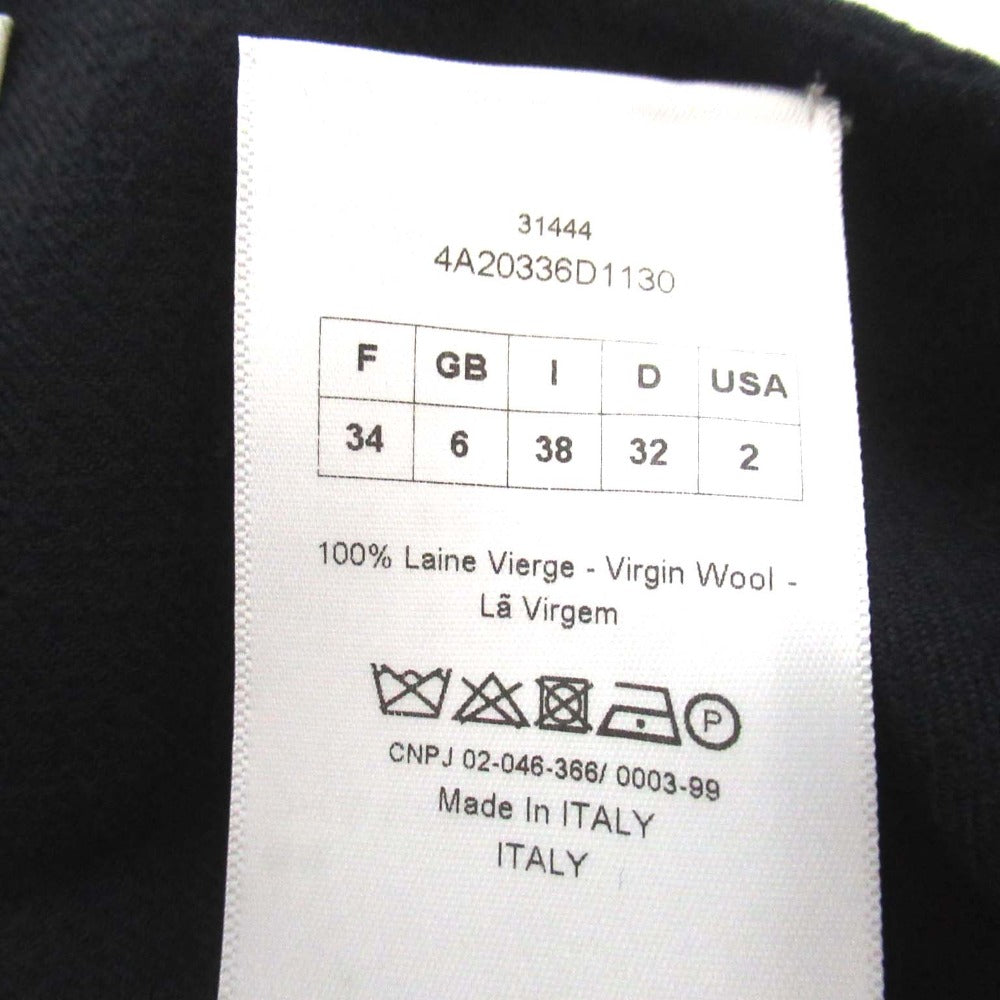 31444
4A20336D1130
F GB I D USA
34 6 38 32 2
100% Laine Vierge - Virgin Wool -
Lã Virgem
P
CNPJ 02-046-366/ 0003-99
Made In ITALY
ITALY